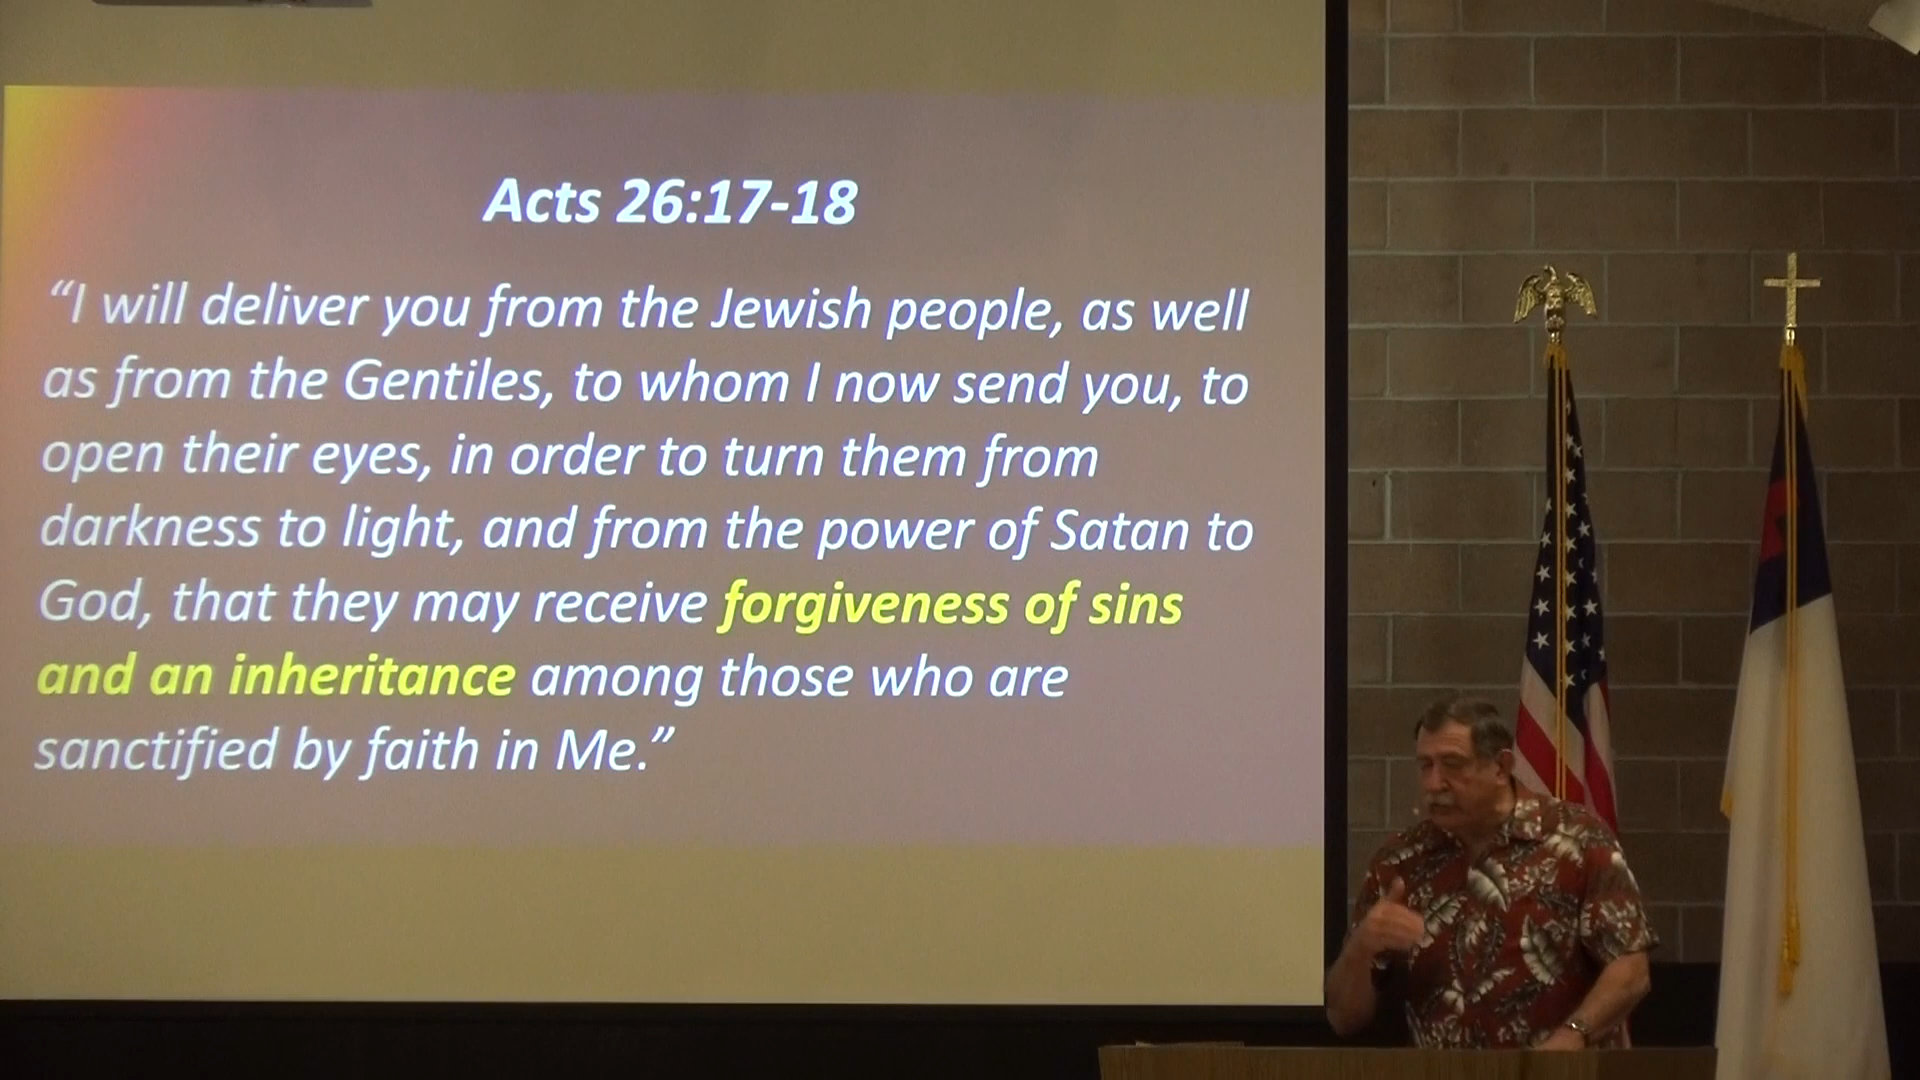 Acts 26:17-18
“I will deliver you from the Jewish people, as well
as from the Gentiles, to whom I now send you, to
open their eyes, in order to turn them from
darkness to light, and from the power of Satan to
God, that they may receive forgiveness of sins
and an inheritance among those who are
sanctified by faith in Me.”